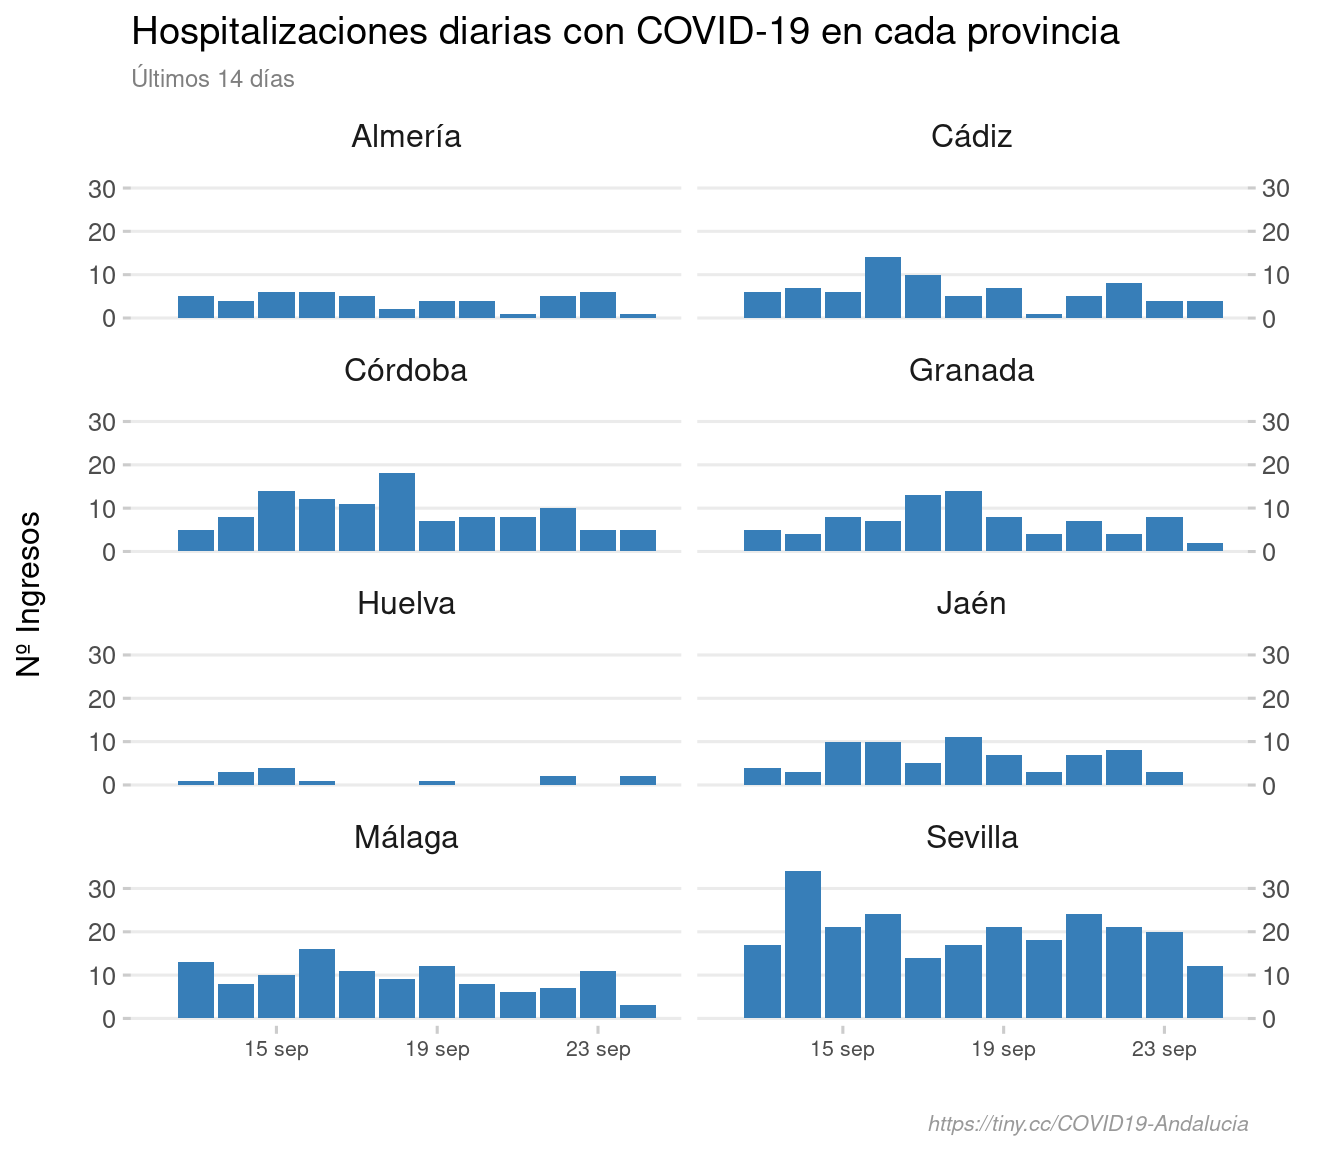 Hospitalizaciones diarias con COVID-19 en cada provincia
Últimos 14 días
Almería
Cádiz
30
20
10
0
30
20
10
0
Córdoba
Granada
30
20
10
0
30
20
10
0
Nº Ingresos
Huelva
Jaén
30
20
10
0
30
20
10
0
Málaga
Sevilla
30
20
10
0
30
20
10
0
15 sep
19 sep
23 sep
15 sep
19 sep
23 sep
https://tiny.cc/COVID19-Andalucia